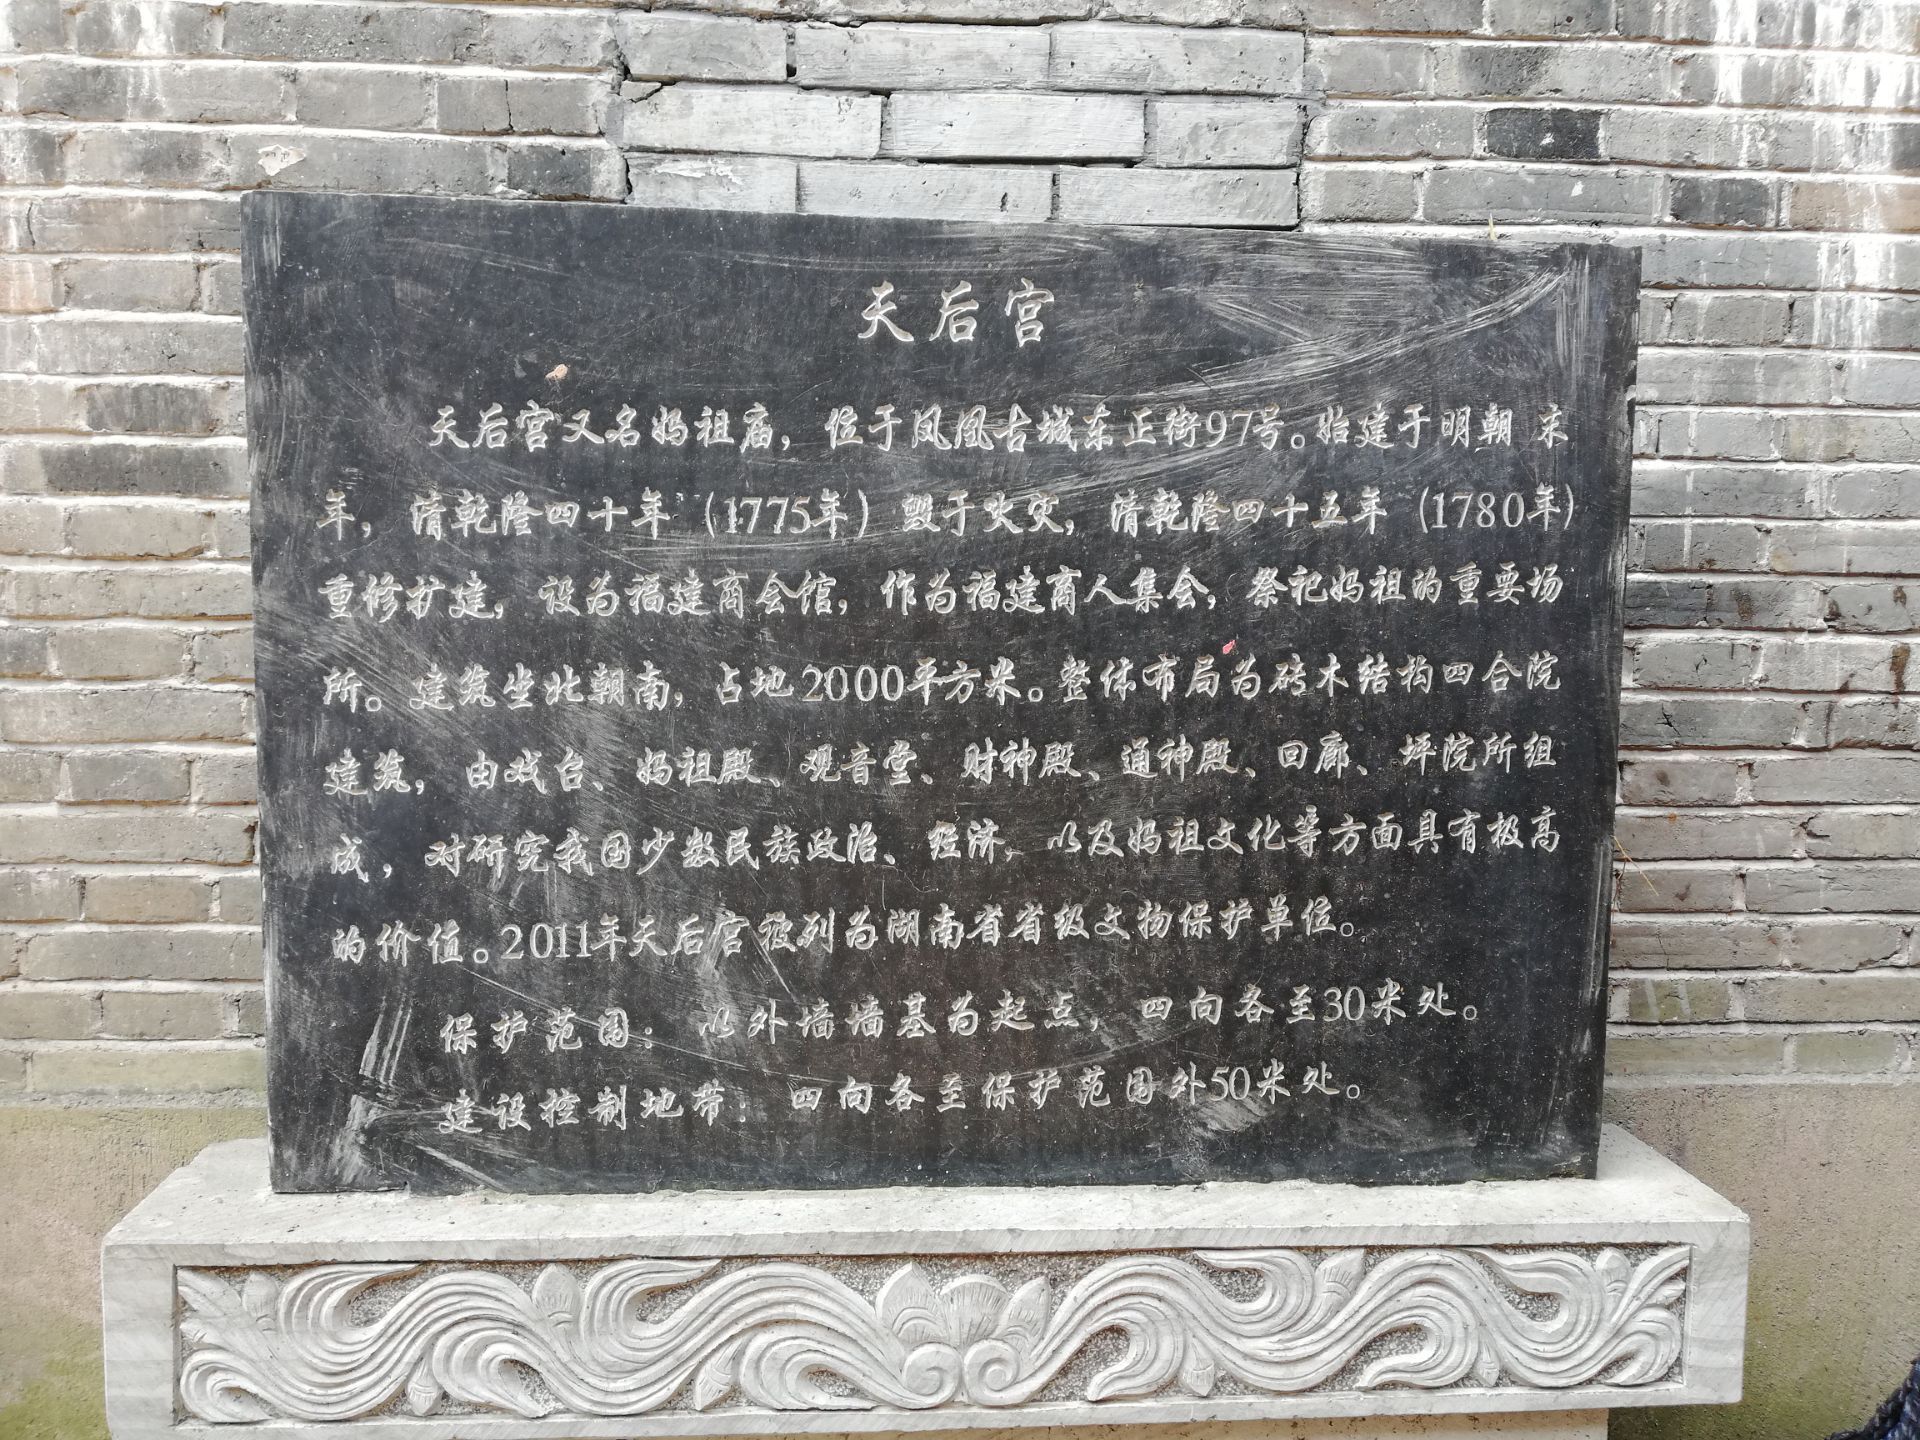 天后宫
天后宫又名妈祖庙，位于凤凰古城东正街97号。始建于明朝末
年，清乾隆四十年（1775年）毁于火灾，清乾隆四十五年（1780年）
重修扩建，设为福建商会馆，作为福建商人集会，祭祀妈祖的重要场
所。建筑坐北朝南，占地2000平方米。整体布局为砖木结构四合院
建筑，由戏台、妈祖殿、观音堂、财神殿、通神殿、回廊、坪院所组
成，对研究我国少数民族政治、经济，以及妈祖文化等方面具有极高
的价值。2011年天后宫被列为湖南省省级文物保护单位。
保护范围：以外墙墙基为起点，四向各至30米处。
建设控制地带：四向各至保护范围外50米处。